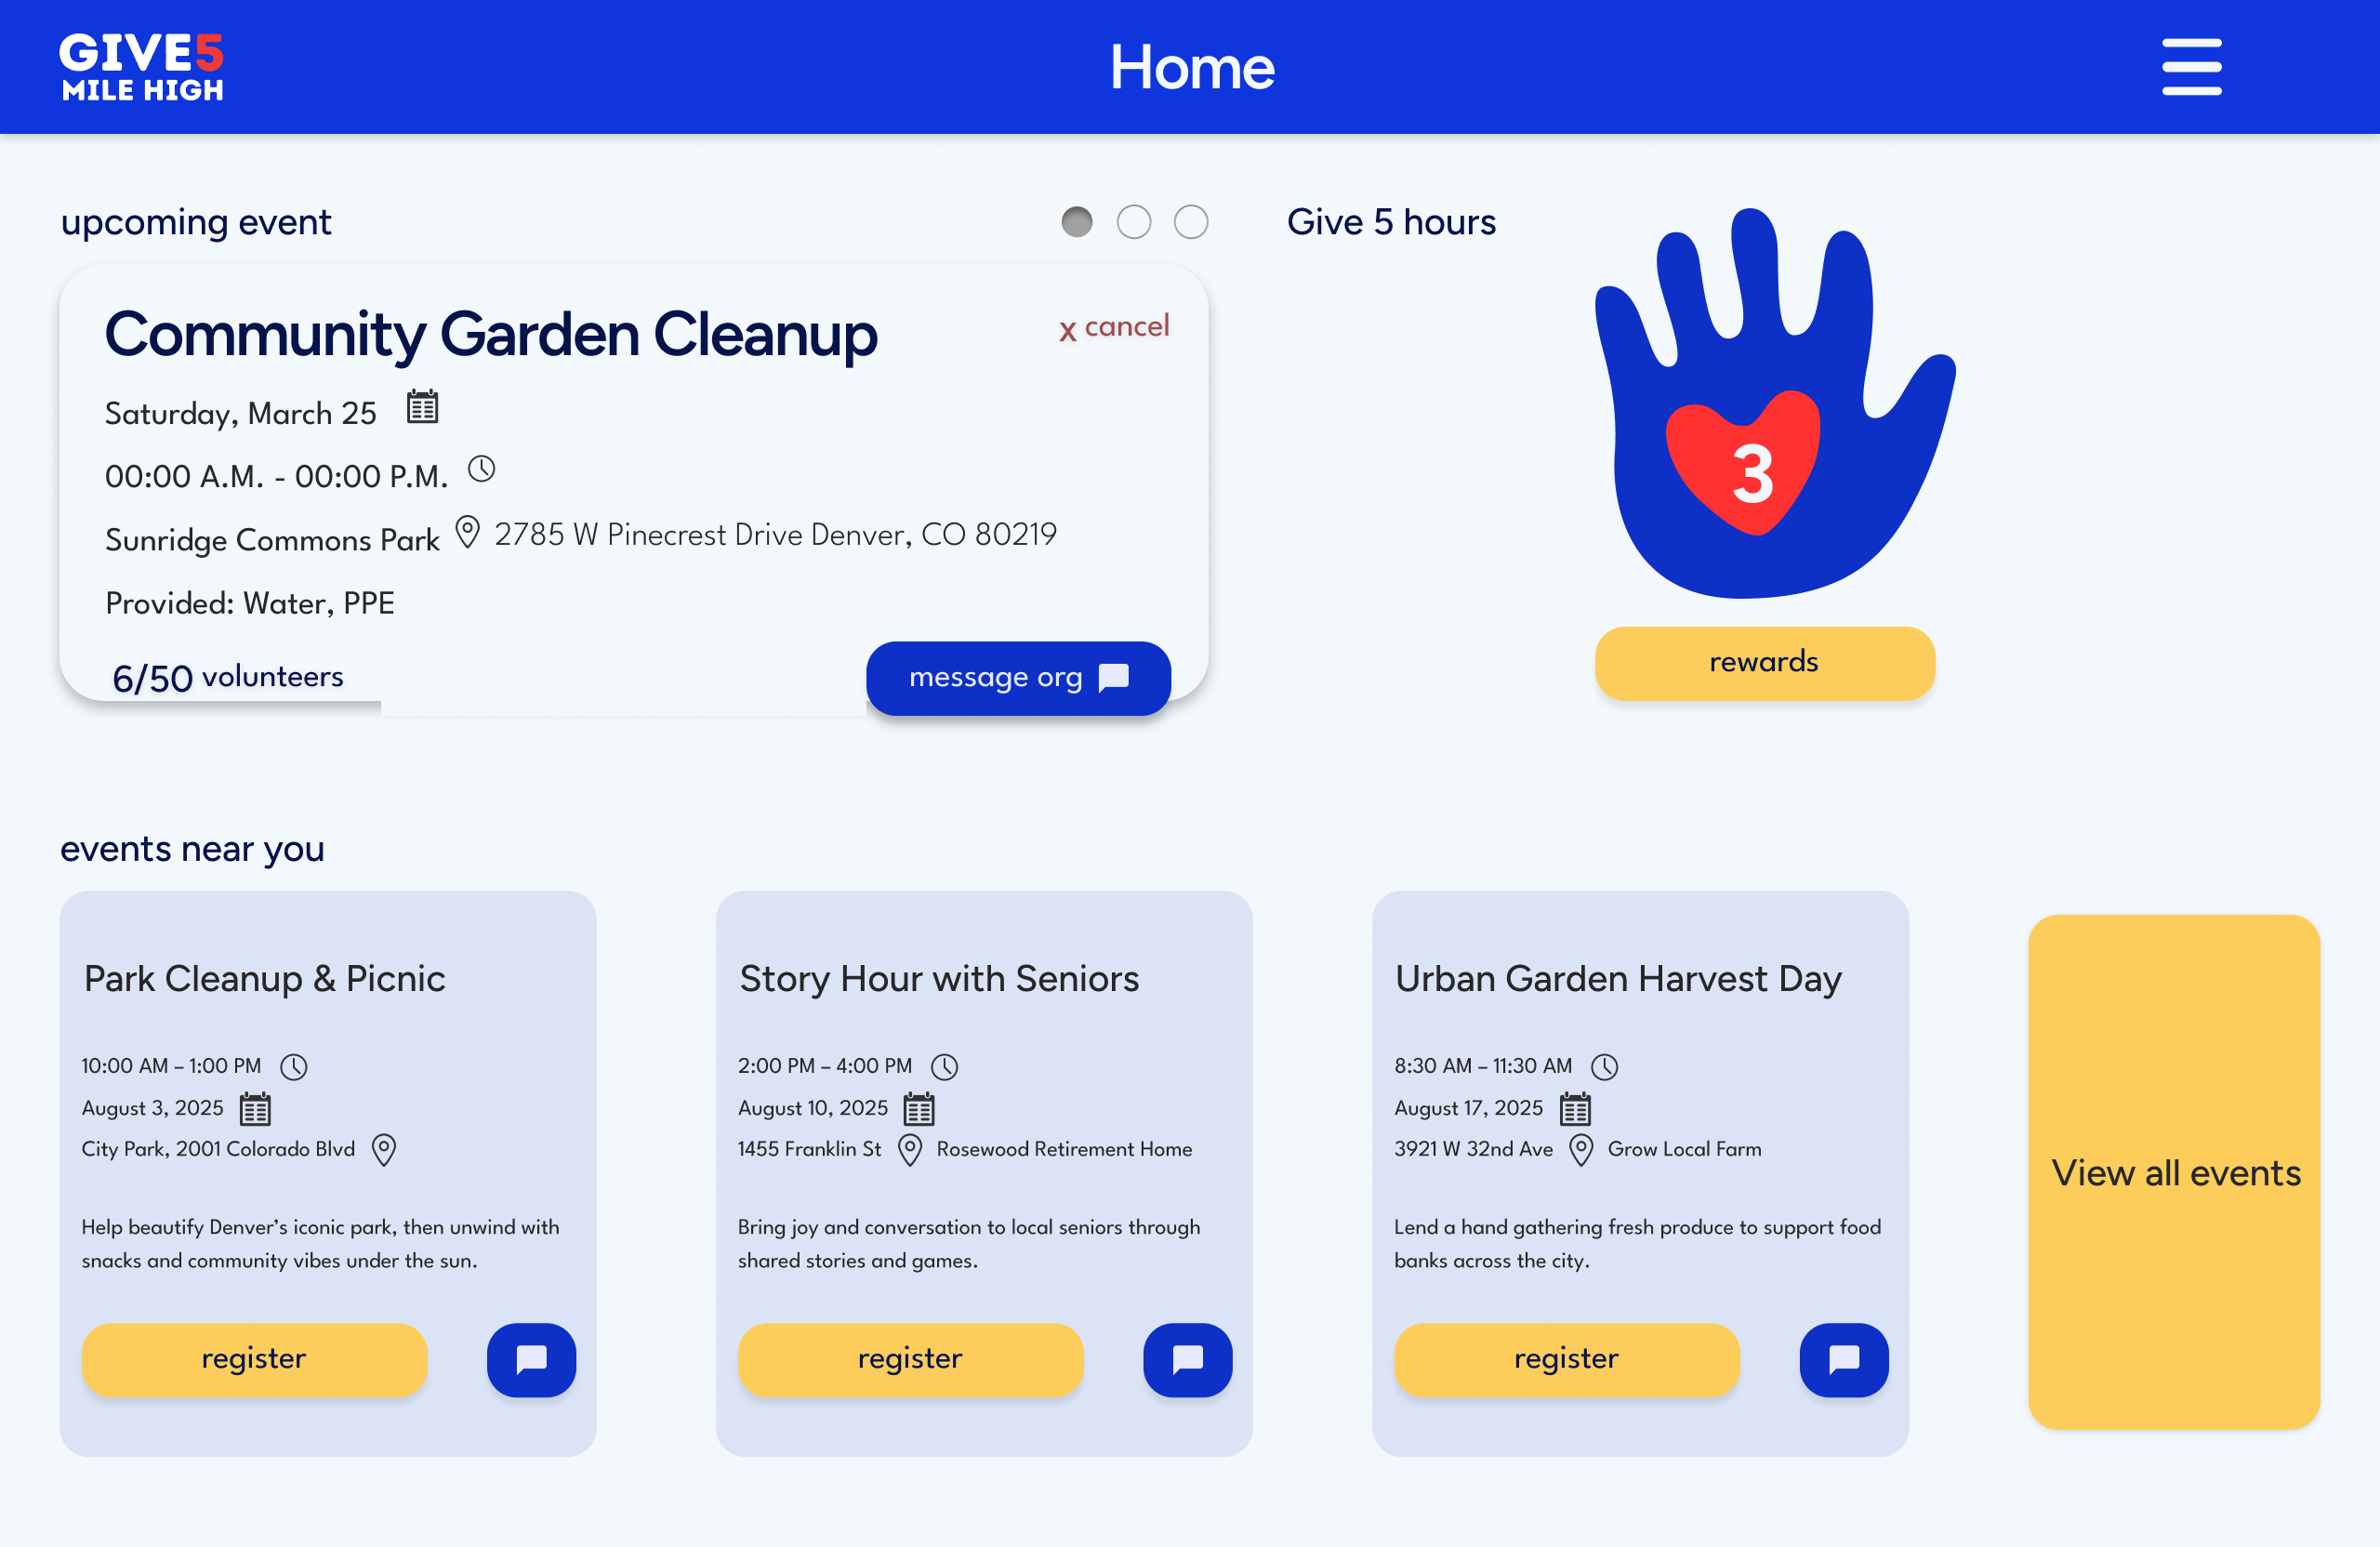 GIVE5
MILE HIGH
Home
upcoming event
Give 5 hours
Community Garden Cleanup
x cancel
Saturday, March 25
00:00 A.M. - 00:00 P.M.
Sunridge Commons Park 2785 W Pinecrest Drive Denver, CO 80219
Provided: Water, PPE
6/50 volunteers
message org
3
rewards
events near you
Park Cleanup & Picnic
10:00 AM – 1:00 PM
August 3, 2025
City Park, 2001 Colorado Blvd
Help beautify Denver’s iconic park, then unwind with
snacks and community vibes under the sun.
register
Story Hour with Seniors
2:00 PM – 4:00 PM
August 10, 2025
1455 Franklin St Rosewood Retirement Home
Bring joy and conversation to local seniors through
shared stories and games.
register
Urban Garden Harvest Day
8:30 AM – 11:30 AM
August 17, 2025
3921 W 32nd Ave Grow Local Farm
Lend a hand gathering fresh produce to support food
banks across the city.
register
View all events